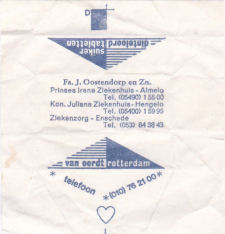 D
suiker tabletten
dinteloord
Fa. J. Oostendorp en Zn.
Prinses Irene Ziekenhuis - Almelo
Tel. (05490) 1 55 00
Kon. Juliana Ziekenhuis - Hengelo
Tel. (05400) 1 59 95
Ziekenzorg - Enschede
Tel. (053) 84 38 43
van oordt rotterdam
* telefoon *(010) 76 21 00 *